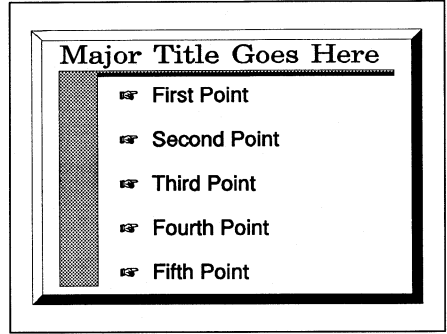 Major Title Goes Here
☞ First Point
☞ Second Point
☞ Third Point
☞ Fourth Point
☞ Fifth Point